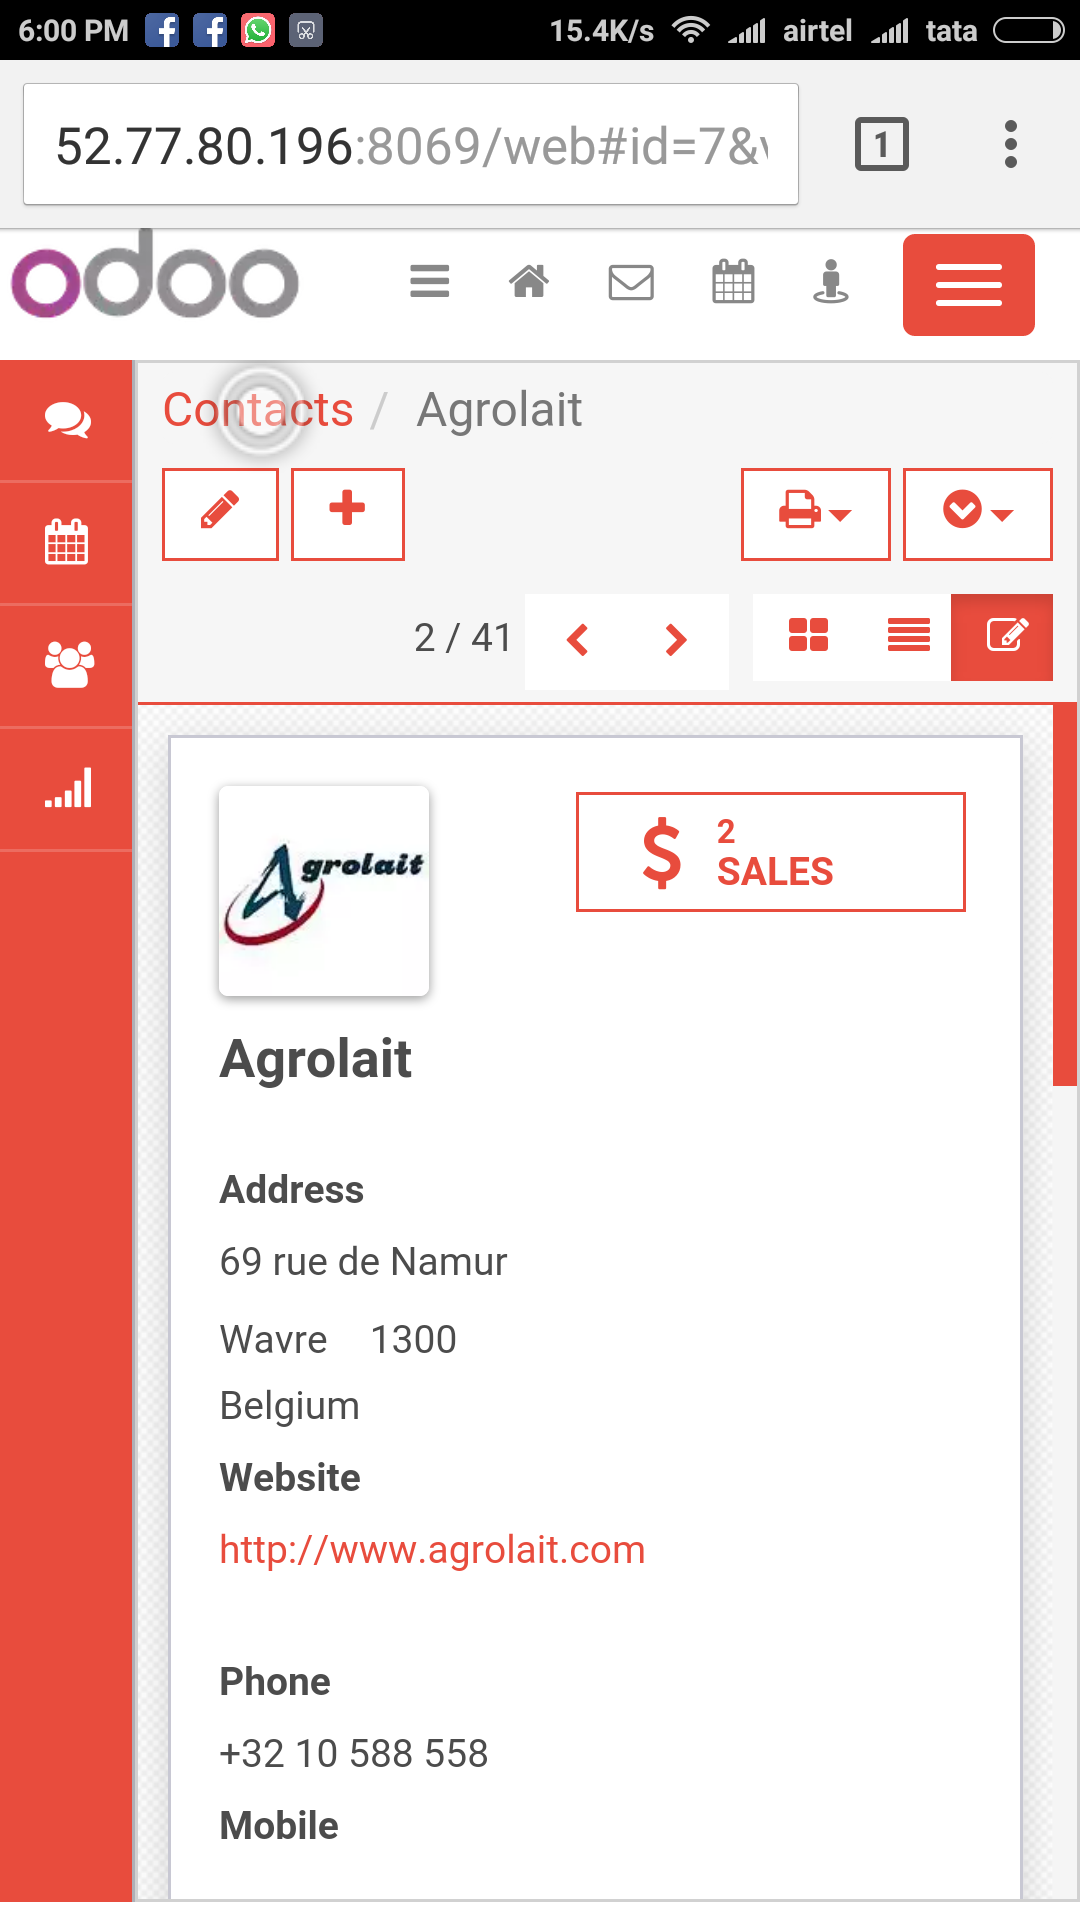 6:00 PM 15.4K/s airtel tata
52.77.80.196:8069/web#id=7&
1
odoo
Contacts / Agrolait
2 / 41
Agrolait
2
SALES
Agrolait
Address
69 rue de Namur
Wavre 1300
Belgium
Website
http://www.agrolait.com
Phone
+32 10 588 558
Mobile